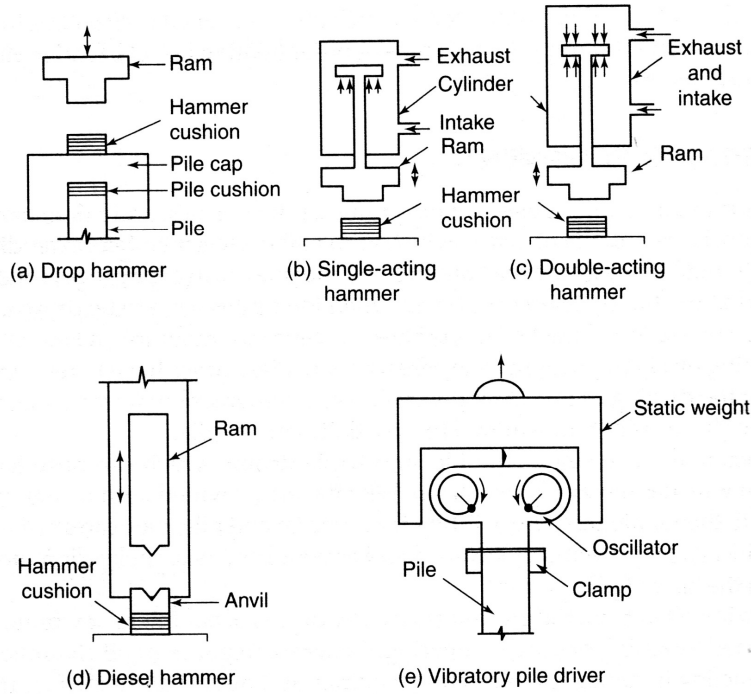 Ram
Hammer
cushion
Pile cap
Pile cushion
Pile
(a) Drop hammer
Exhaust
Cylinder
Intake
Ram
Hammer
cushion
(b) Single-acting
hammer
Exhaust
and
intake
Ram
(c) Double-acting
hammer
Ram
Hammer
cushion
Anvil
(d) Diesel hammer
Static weight
Oscillator
Clamp
Pile
(e) Vibratory pile driver